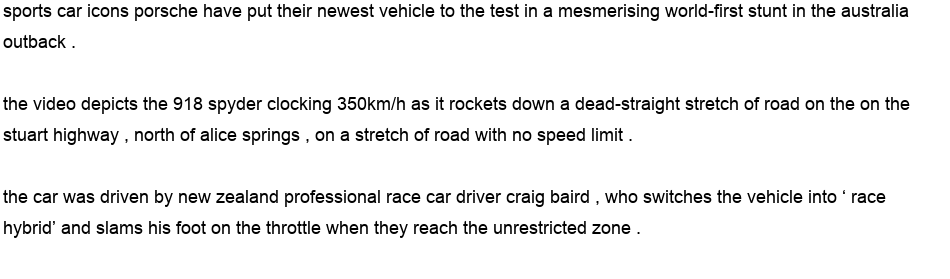 sports car icons porsche have put their newest vehicle to the test in a mesmerising world-first stunt in the australia
outback .
the video depicts the 918 spyder clocking 350km/h as it rockets down a dead-straight stretch of road on the on the
stuart highway , north of alice springs , on a stretch of road with no speed limit .
the car was driven by new zealand professional race car driver craig baird , who switches the vehicle into ‘ race
hybrid’ and slams his foot on the throttle when they reach the unrestricted zone .